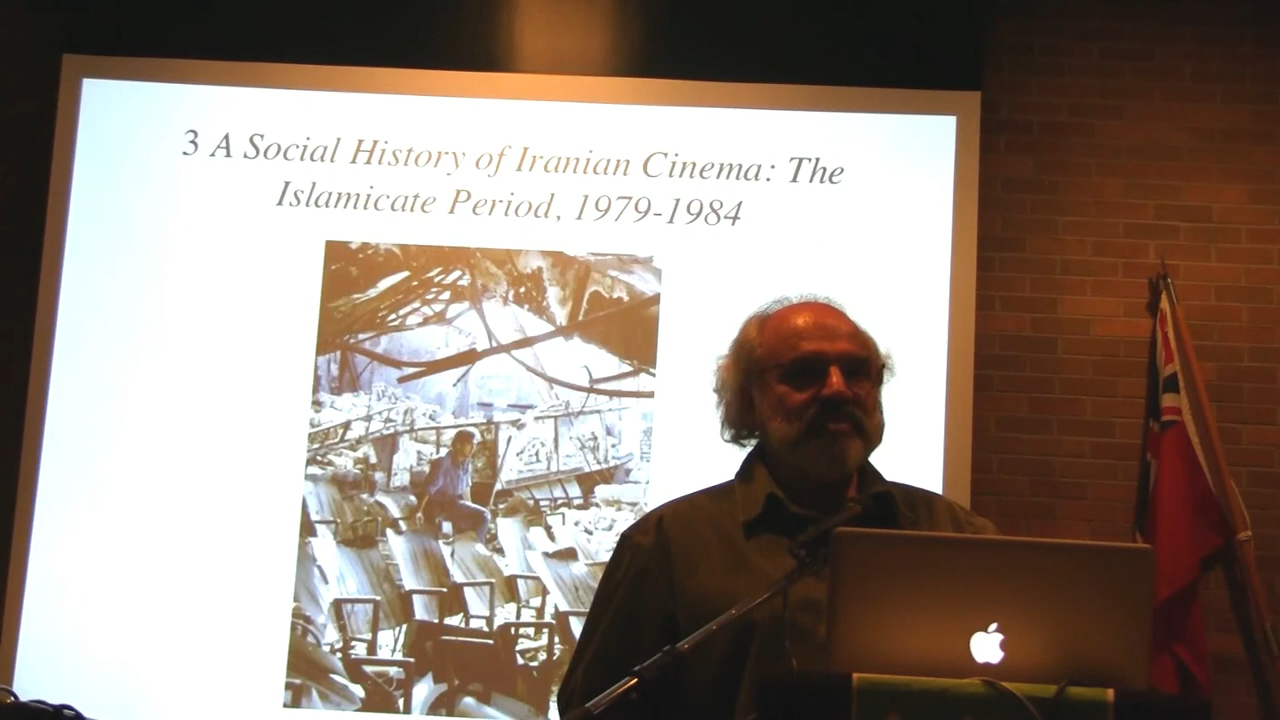 3 A Social History of Iranian Cinema: The
Islamicate Period, 1979-1984